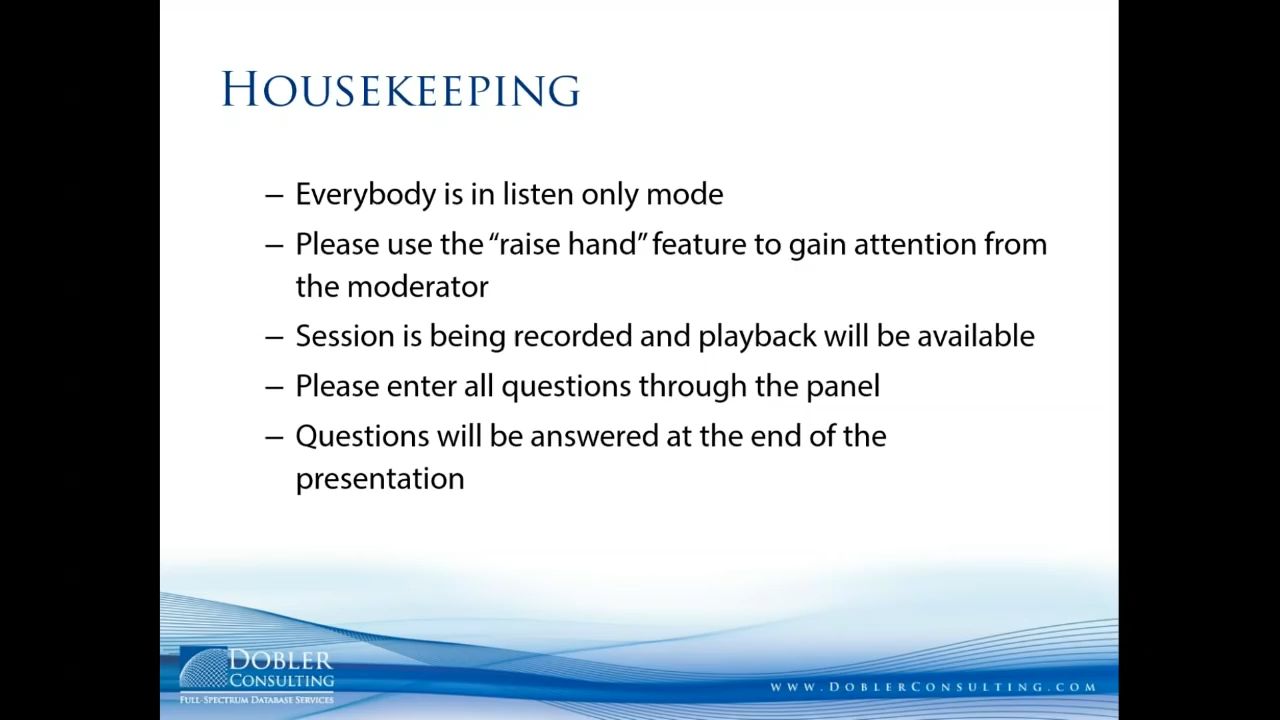 HOUSEKEEPING
– Everybody is in listen only mode
– Please use the “raise hand” feature to gain attention from
the moderator
– Session is being recorded and playback will be available
– Please enter all questions through the panel
– Questions will be answered at the end of the
presentation
DOBLER
CONSULTING
FULL-SPECTRUM DATABASE SERVICES
WWW.DOBLERCONSULTING.COM